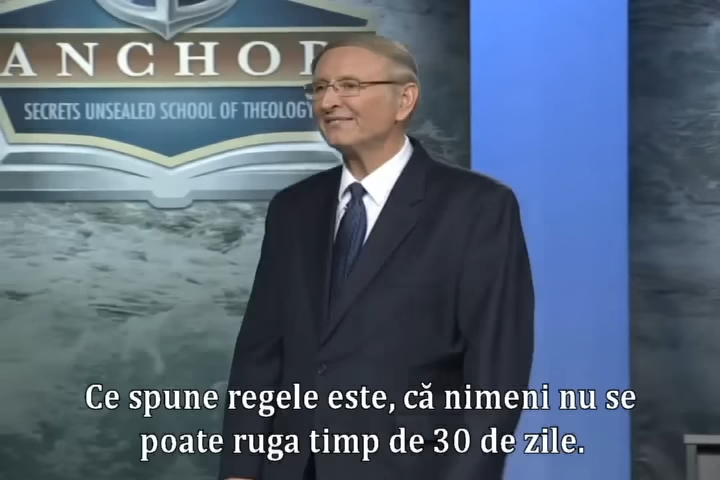 ANCHOR
SECRETS UNSEALED SCHOOL OF THEOLOGY
Ce spune regele este, că nimeni nu se
poate ruga timp de 30 de zile.